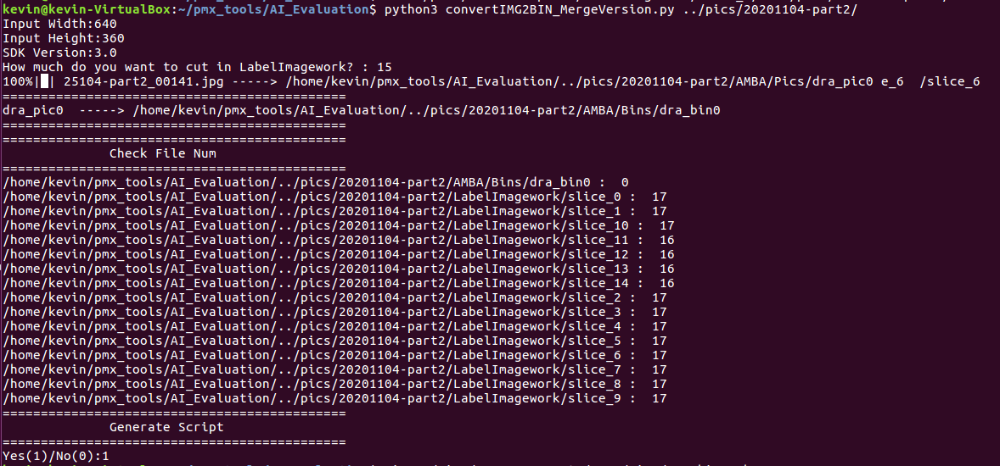 kevin@kevin-VirtualBox:~/pmx_tools/AI_Evaluation$ python3 convertIMG2BIN_MergeVersion.py ../pics/20201104-part2/
Input Width:640
Input Height:360
SDK Version:3.0
How much do you want to cut in LabelImagework? : 15
100%| | 25104-part2_00141.jpg -----> /home/kevin/pmx_tools/AI_Evaluation/../pics/20201104-part2/AMBA/Pics/dra_pic0 e_6  /slice_6
=============================================
dra_pic0  -----> /home/kevin/pmx_tools/AI_Evaluation/../pics/20201104-part2/AMBA/Bins/dra_bin0
=============================================
=============================================
              Check File Num
=============================================
/home/kevin/pmx_tools/AI_Evaluation/../pics/20201104-part2/AMBA/Bins/dra_bin0 :  0
/home/kevin/pmx_tools/AI_Evaluation/../pics/20201104-part2/LabelImagework/slice_0 :  17
/home/kevin/pmx_tools/AI_Evaluation/../pics/20201104-part2/LabelImagework/slice_1 :  17
/home/kevin/pmx_tools/AI_Evaluation/../pics/20201104-part2/LabelImagework/slice_10 :  17
/home/kevin/pmx_tools/AI_Evaluation/../pics/20201104-part2/LabelImagework/slice_11 :  16
/home/kevin/pmx_tools/AI_Evaluation/../pics/20201104-part2/LabelImagework/slice_12 :  16
/home/kevin/pmx_tools/AI_Evaluation/../pics/20201104-part2/LabelImagework/slice_13 :  16
/home/kevin/pmx_tools/AI_Evaluation/../pics/20201104-part2/LabelImagework/slice_14 :  16
/home/kevin/pmx_tools/AI_Evaluation/../pics/20201104-part2/LabelImagework/slice_2 :  17
/home/kevin/pmx_tools/AI_Evaluation/../pics/20201104-part2/LabelImagework/slice_3 :  17
/home/kevin/pmx_tools/AI_Evaluation/../pics/20201104-part2/LabelImagework/slice_4 :  17
/home/kevin/pmx_tools/AI_Evaluation/../pics/20201104-part2/LabelImagework/slice_5 :  17
/home/kevin/pmx_tools/AI_Evaluation/../pics/20201104-part2/LabelImagework/slice_6 :  17
/home/kevin/pmx_tools/AI_Evaluation/../pics/20201104-part2/LabelImagework/slice_7 :  17
/home/kevin/pmx_tools/AI_Evaluation/../pics/20201104-part2/LabelImagework/slice_8 :  17
/home/kevin/pmx_tools/AI_Evaluation/../pics/20201104-part2/LabelImagework/slice_9 :  17
=============================================
              Generate Script
=============================================
Yes(1)/No(0):1